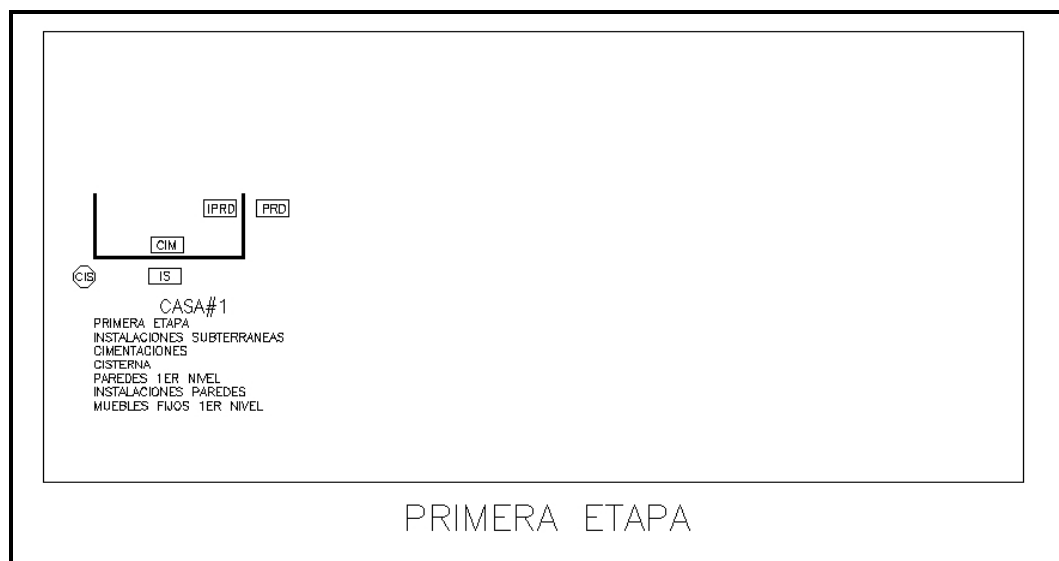 IPRD PRD
CIM
CIS IS
CASA#1
PRIMERA ETAPA
INSTALACIONES SUBTERRANEAS
CIMENTACIONES
CISTERNA
PAREDES 1ER NIVEL
INSTALACIONES PAREDES
MUEBLES FIJOS 1ER NIVEL
PRIMERA ETAPA